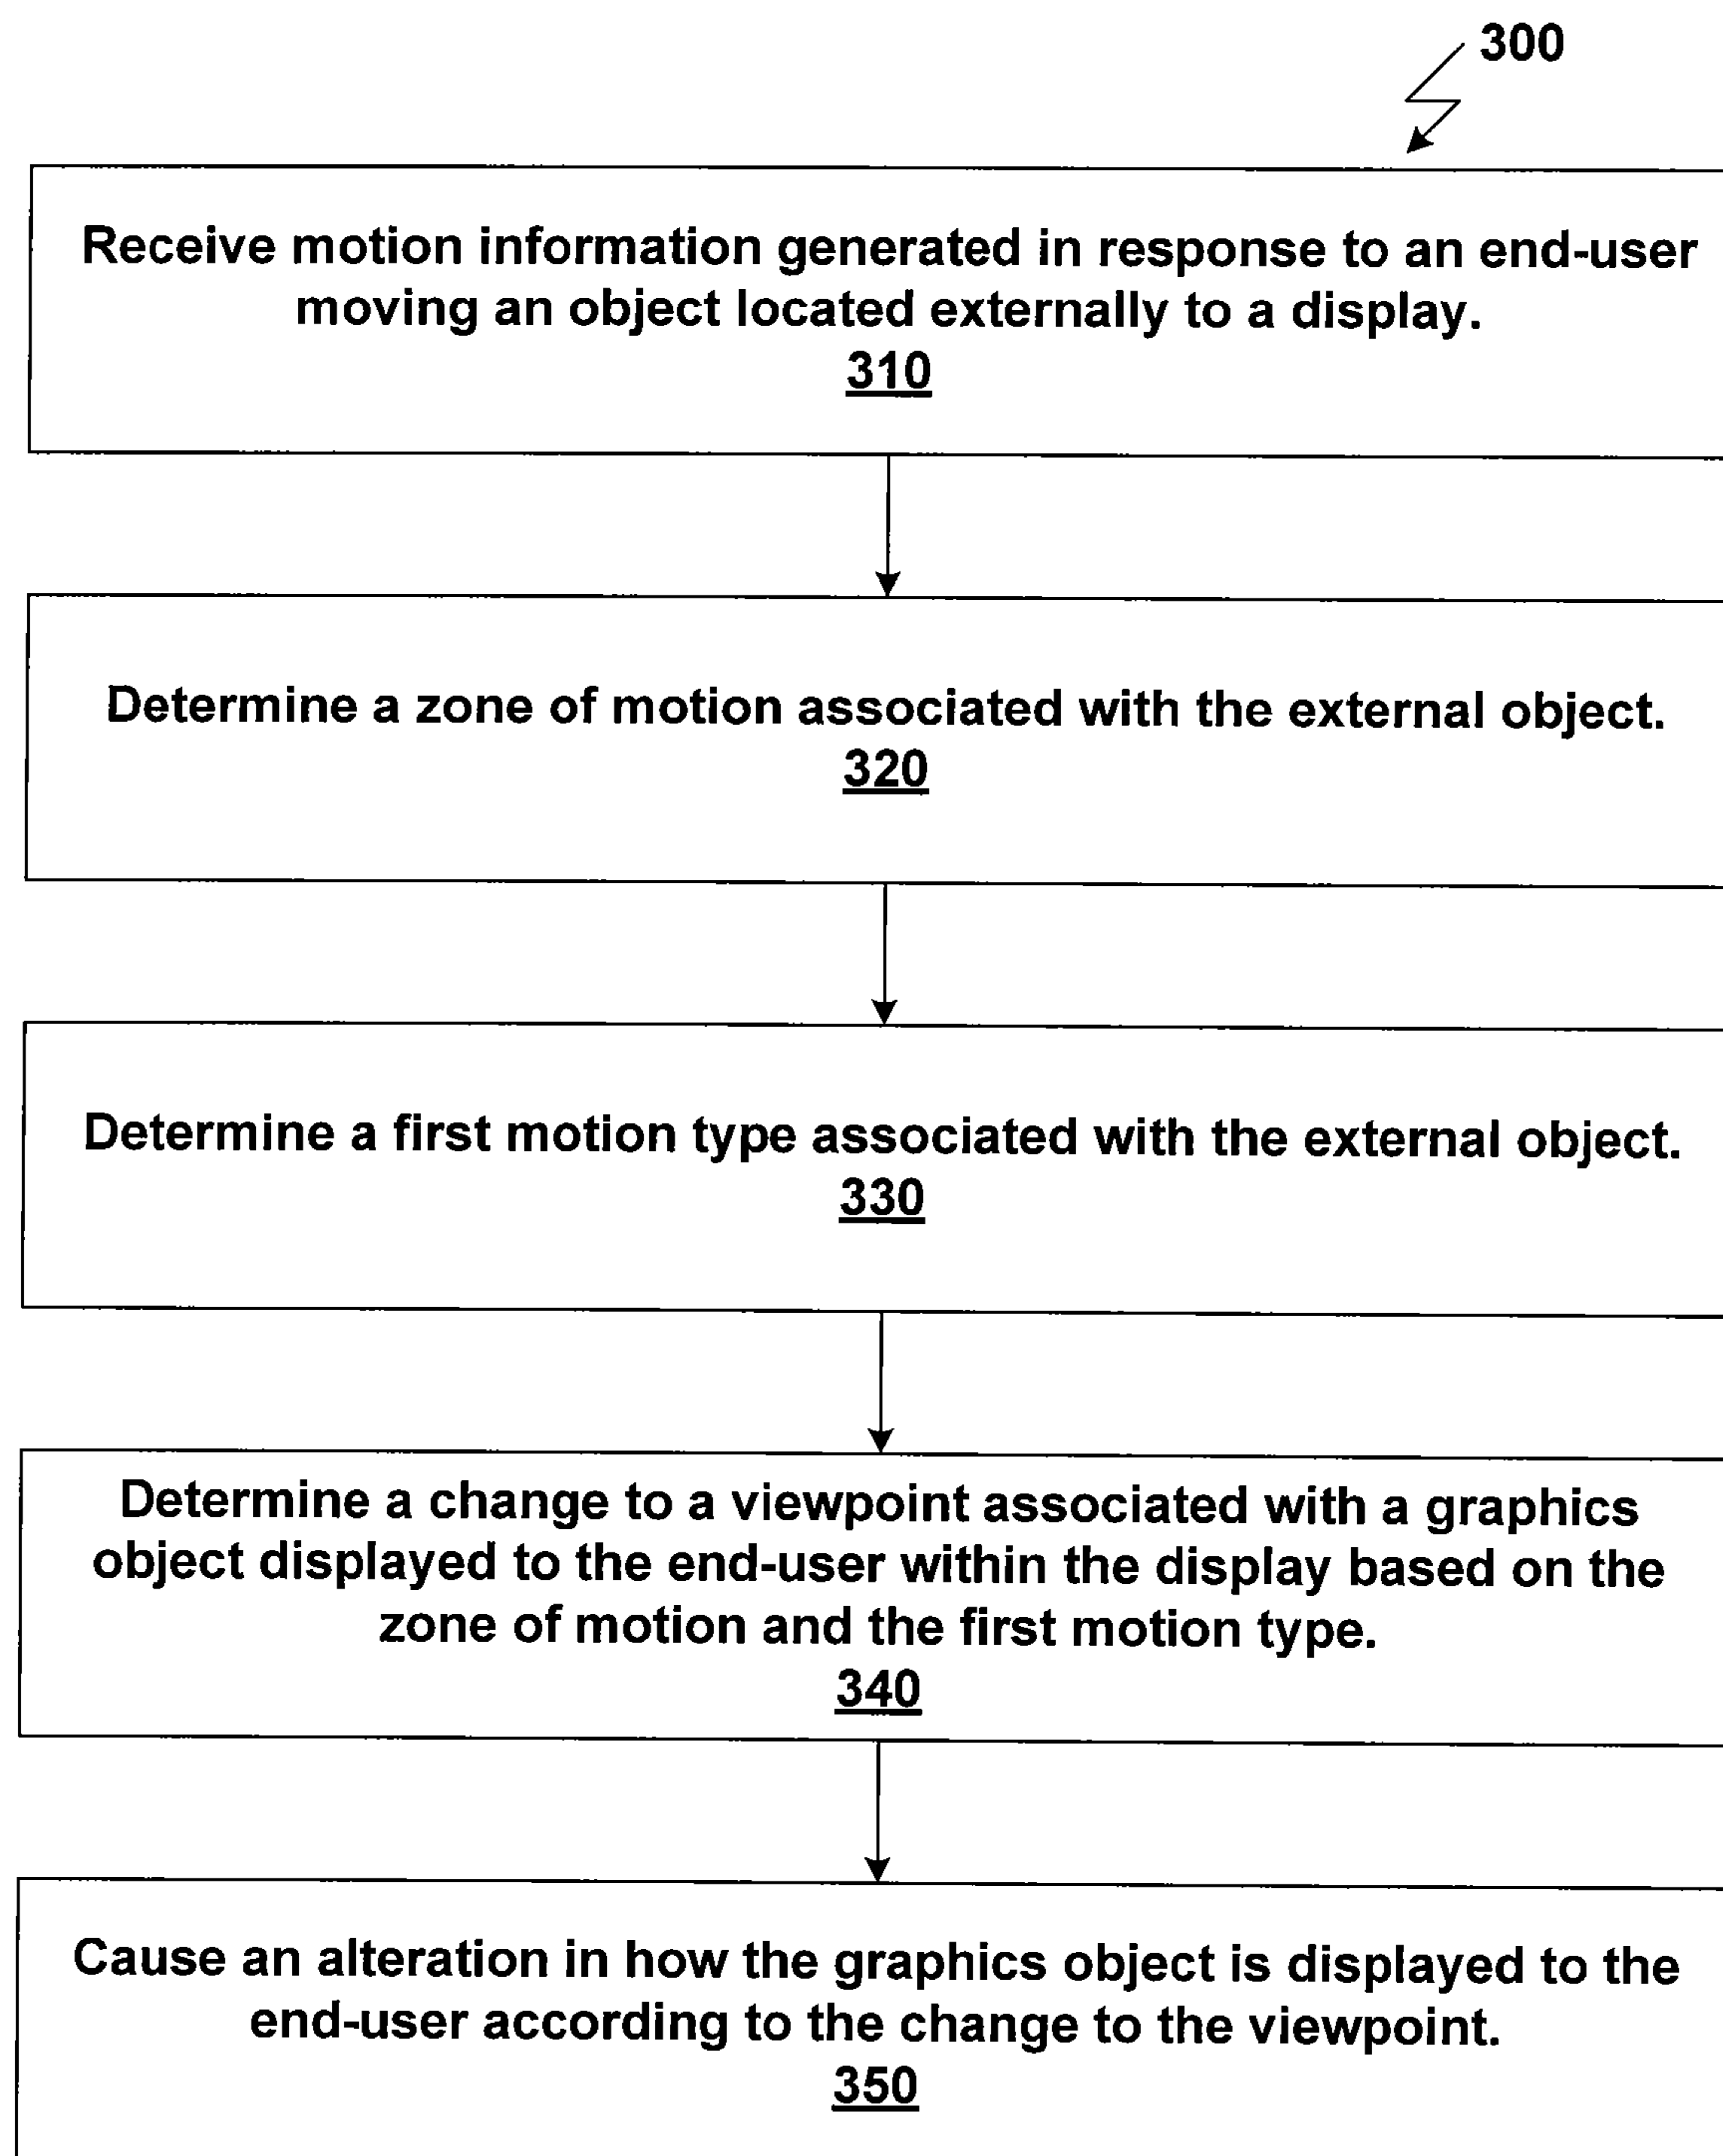 300
Receive motion information generated in response to an end-user
moving an object located externally to a display.
310
Determine a zone of motion associated with the external object.
320
Determine a first motion type associated with the external object.
330
Determine a change to a viewpoint associated with a graphics
object displayed to the end-user within the display based on the
zone of motion and the first motion type.
340
Cause an alteration in how the graphics object is displayed to the
end-user according to the change to the viewpoint.
350